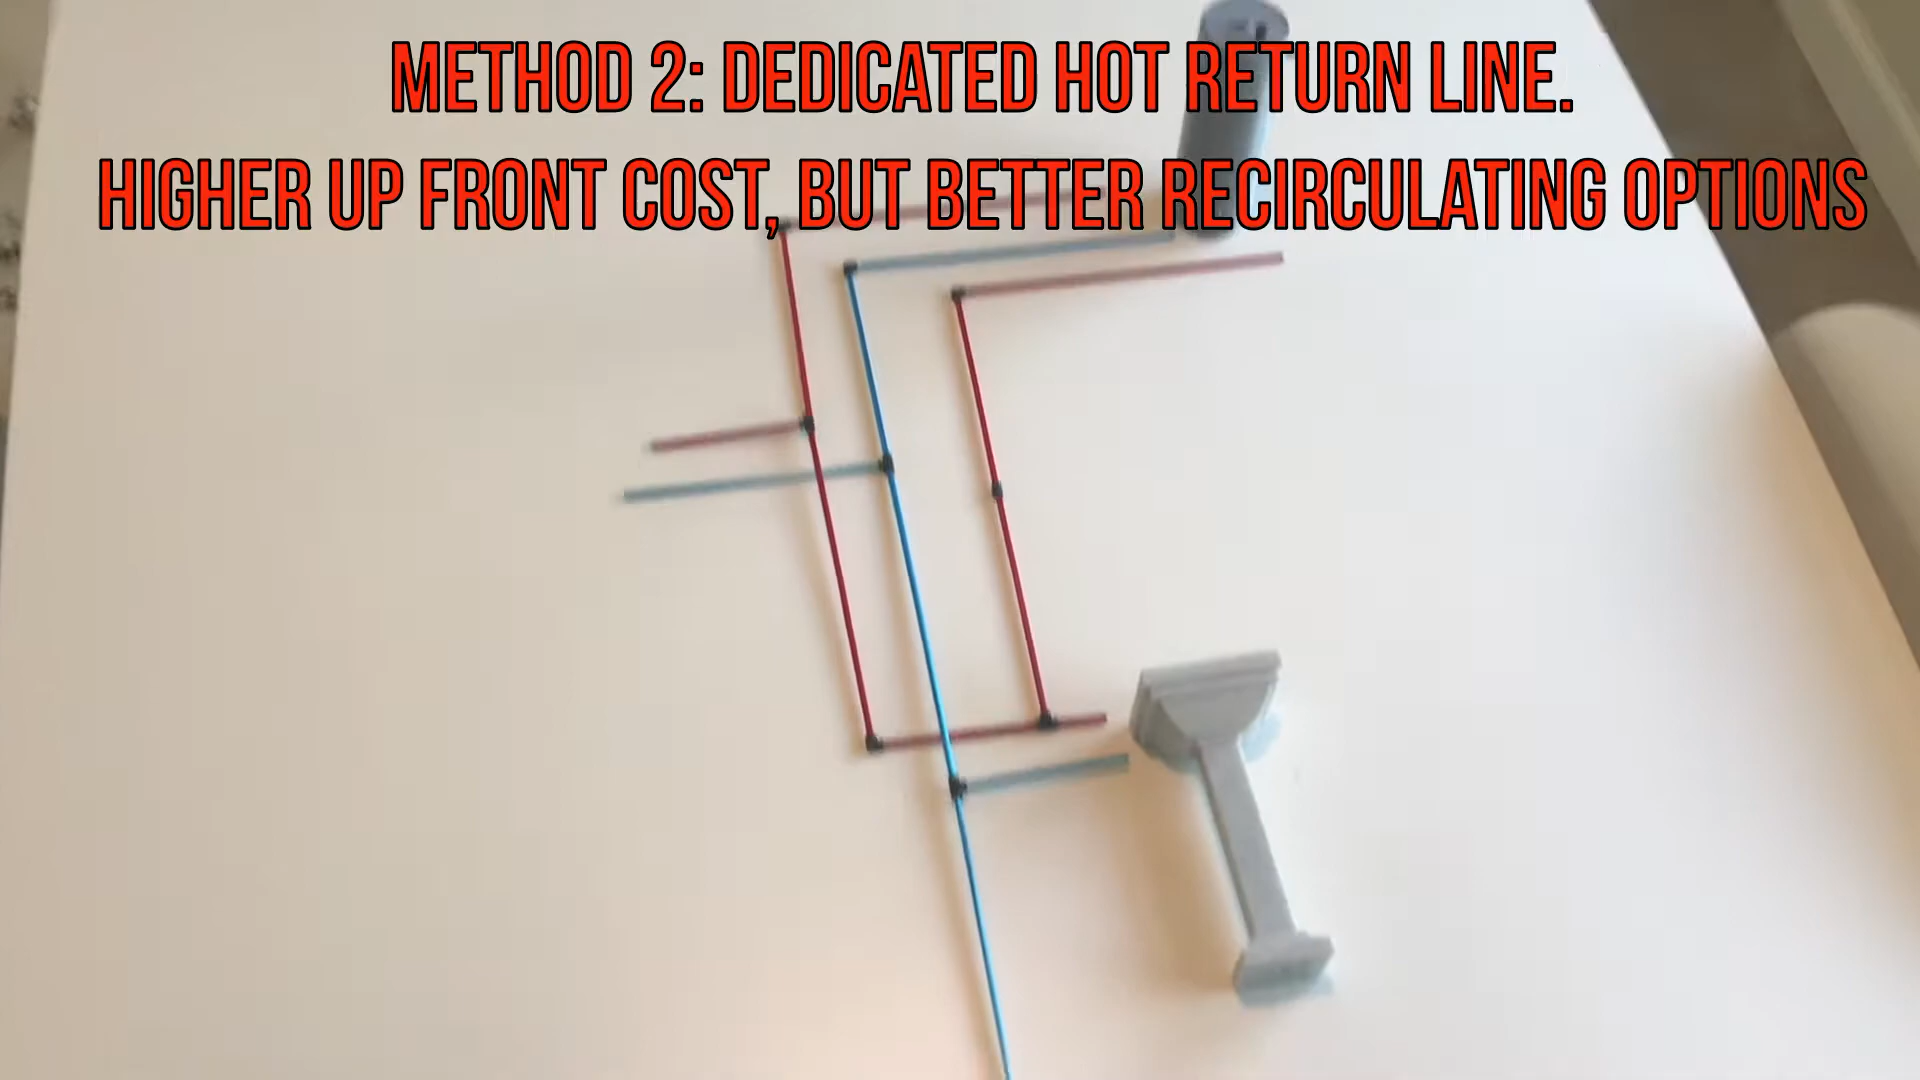 METHOD 2: DEDICATED HOT RETURN LINE.
HIGHER UP FRONT COST, BUT BETTER RECIRCULATING OPTIONS